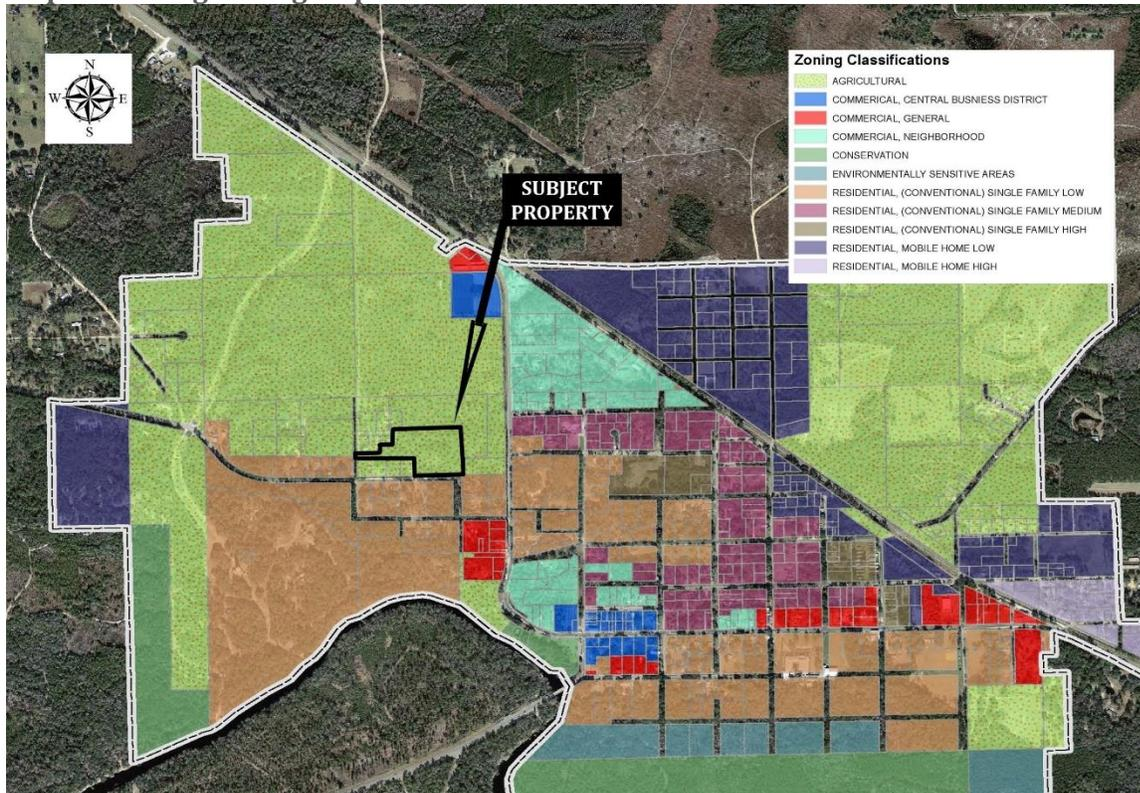 N
W E
S
SUBJECT
PROPERTY
Zoning Classifications
AGRICULTURAL
COMMERICAL, CENTRAL BUSNIESS DISTRICT
COMMERCIAL, GENERAL
COMMERCIAL, NEIGHBORHOOD
CONSERVATION
ENVIRONMENTALLY SENSITIVE AREAS
RESIDENTIAL, (CONVENTIONAL) SINGLE FAMILY LOW
RESIDENTIAL, (CONVENTIONAL) SINGLE FAMILY MEDIUM
RESIDENTIAL, (CONVENTIONAL) SINGLE FAMILY HIGH
RESIDENTIAL, MOBILE HOME LOW
RESIDENTIAL, MOBILE HOME HIGH